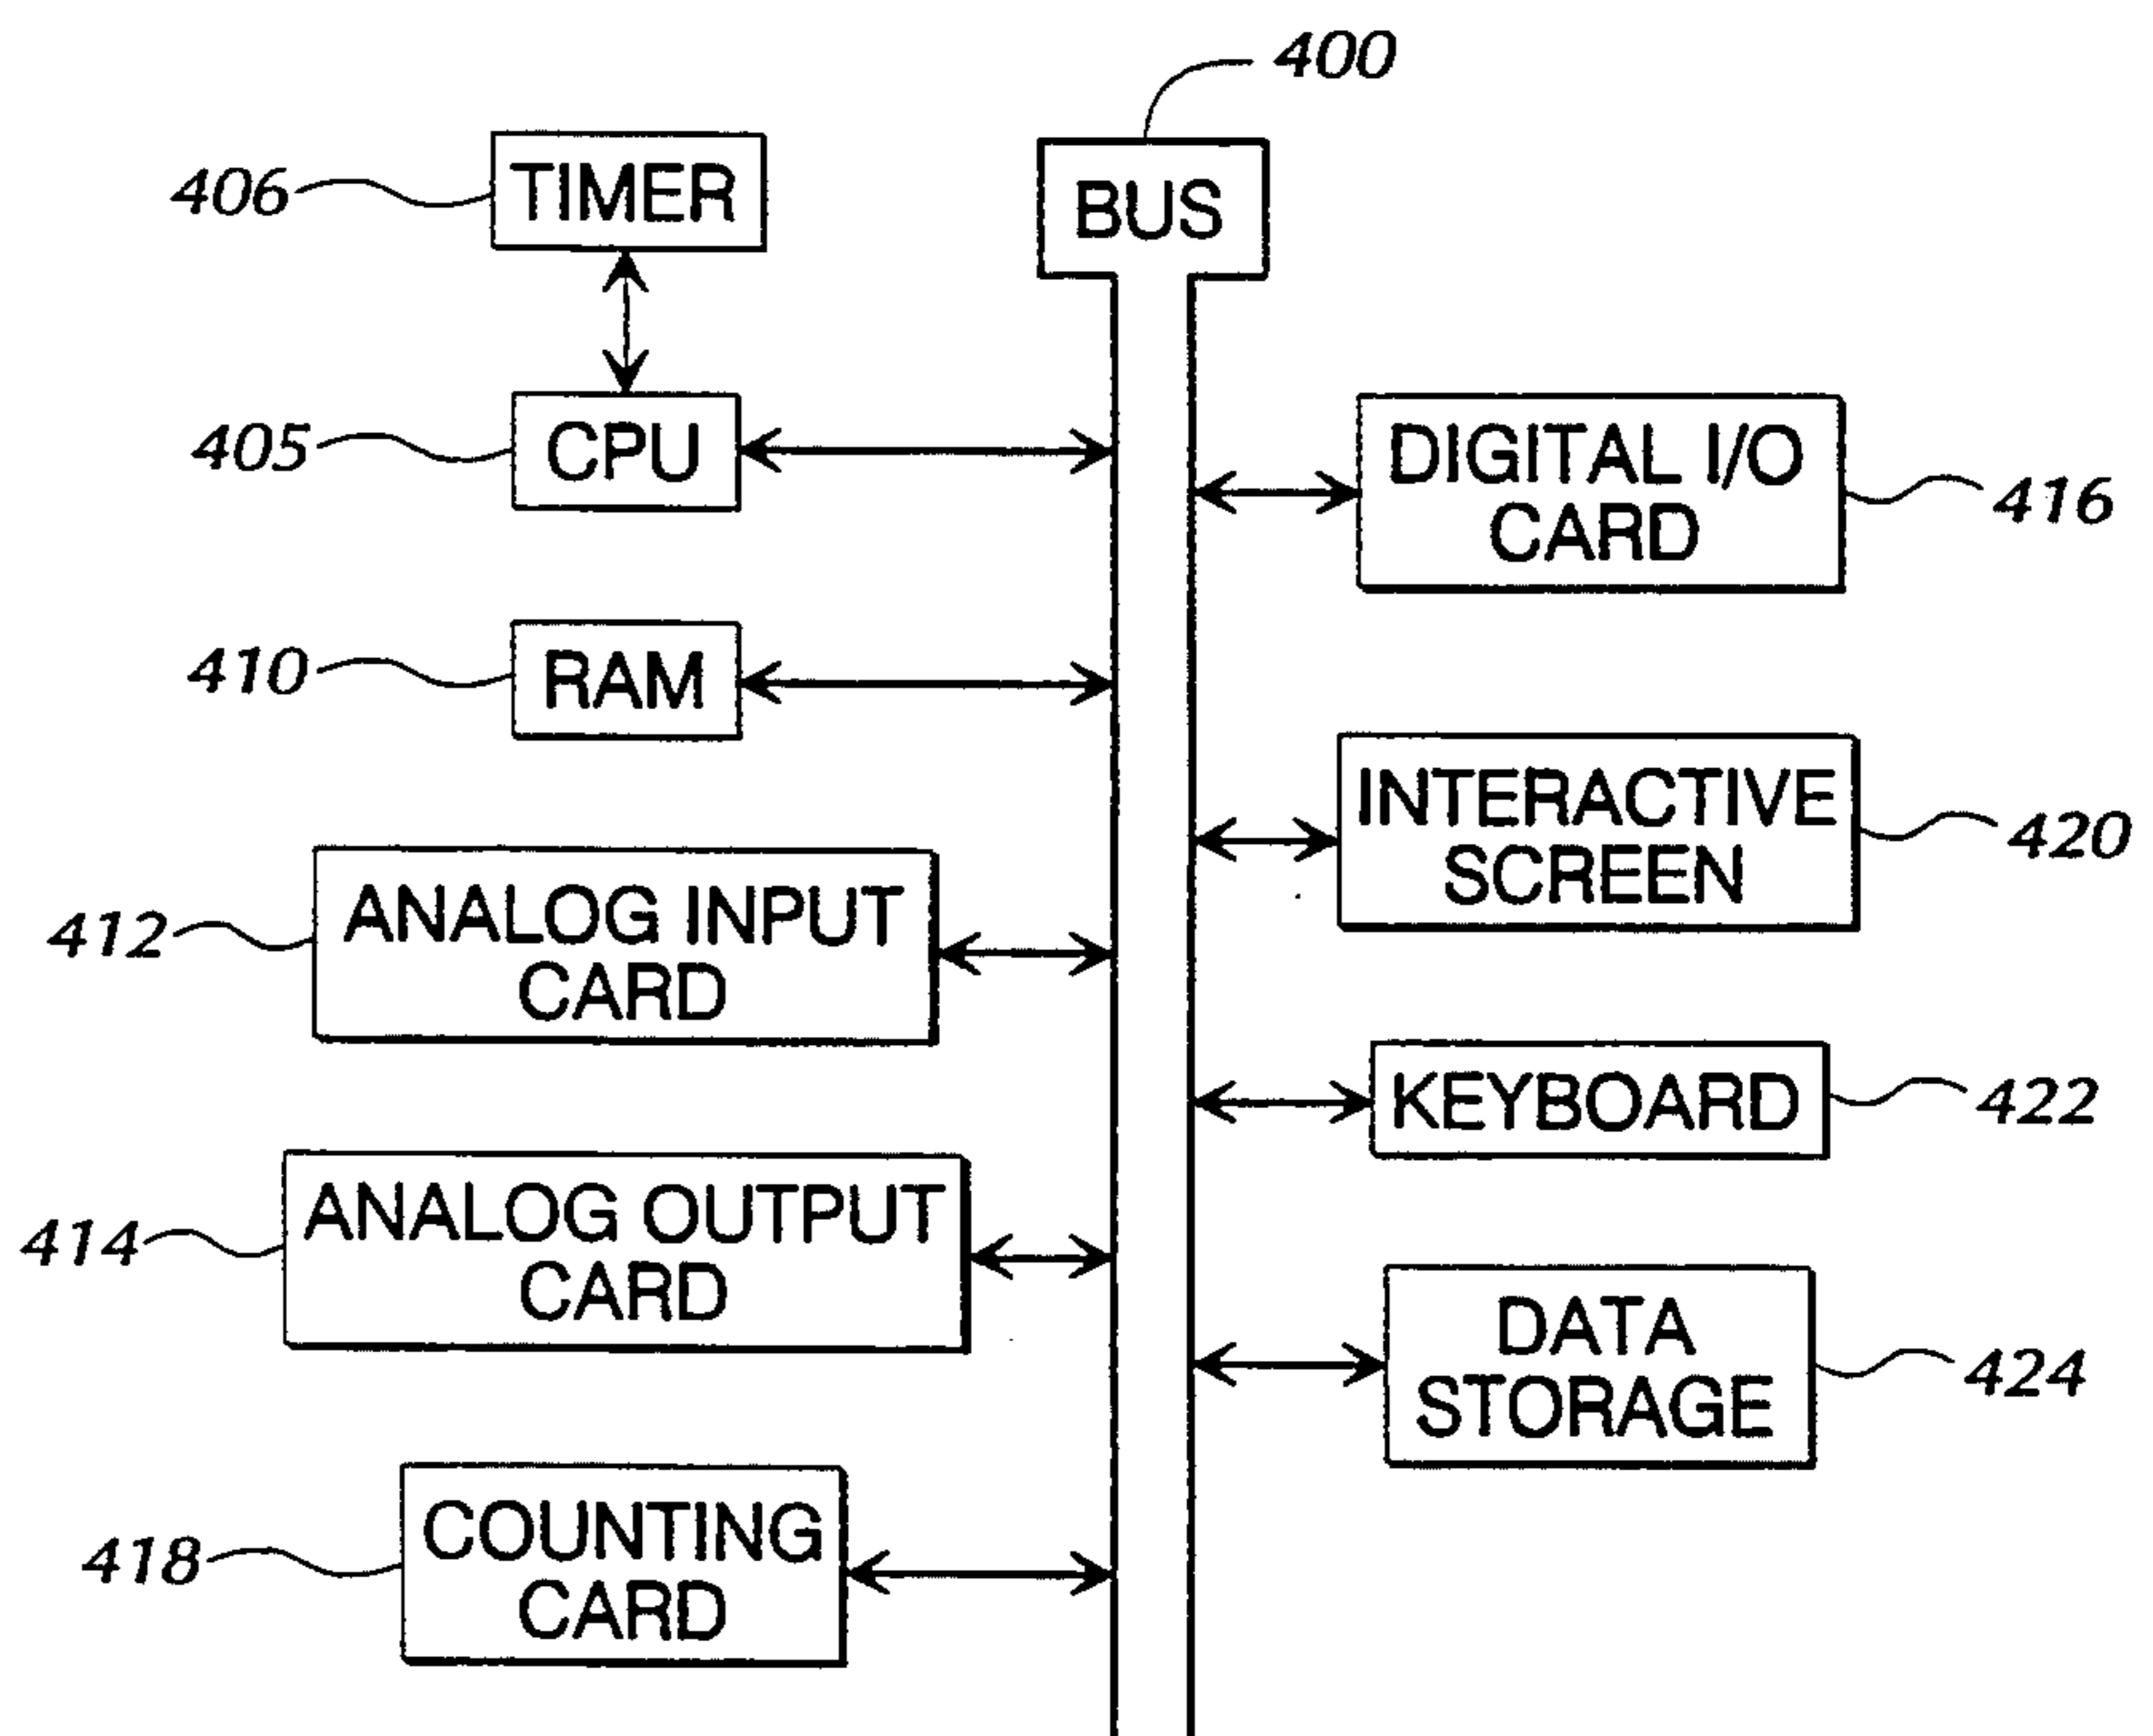 400
406
TIMER
BUS
405
CPU
DIGITAL I/O
CARD
416
410
RAM
INTERACTIVE
SCREEN
420
412
ANALOG INPUT
CARD
KEYBOARD
422
414
ANALOG OUTPUT
CARD
DATA
STORAGE
424
418
COUNTING
CARD